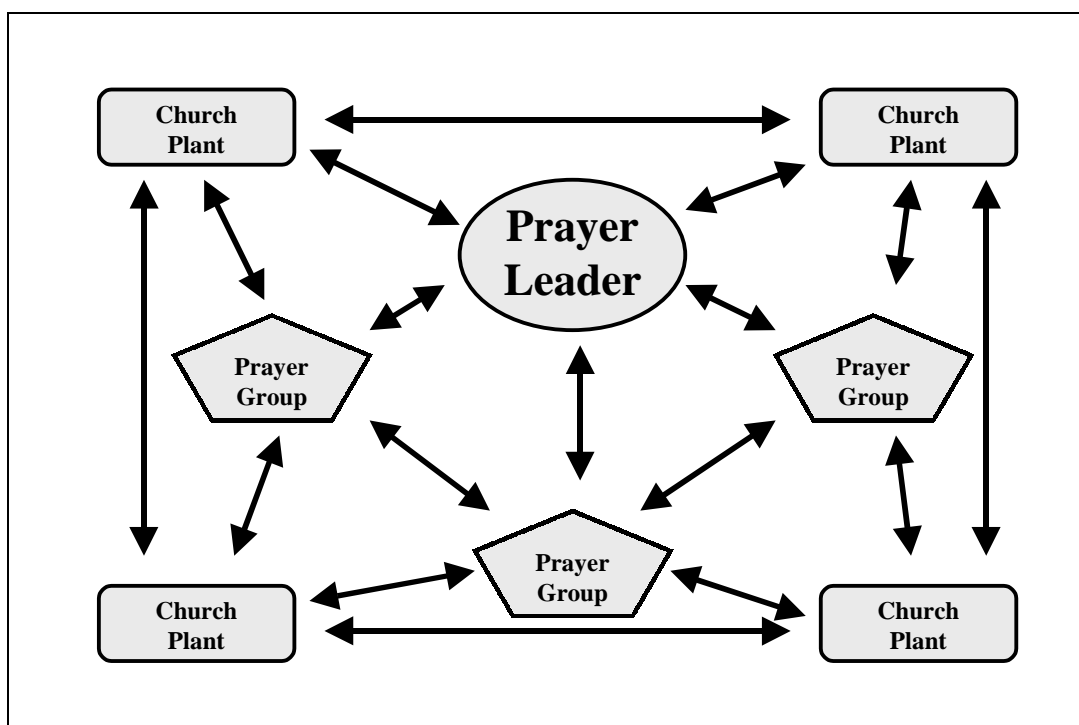 Church
Plant
Church
Plant
Prayer
Leader
Prayer
Group
Prayer
Group
Prayer
Group
Church
Plant
Church
Plant